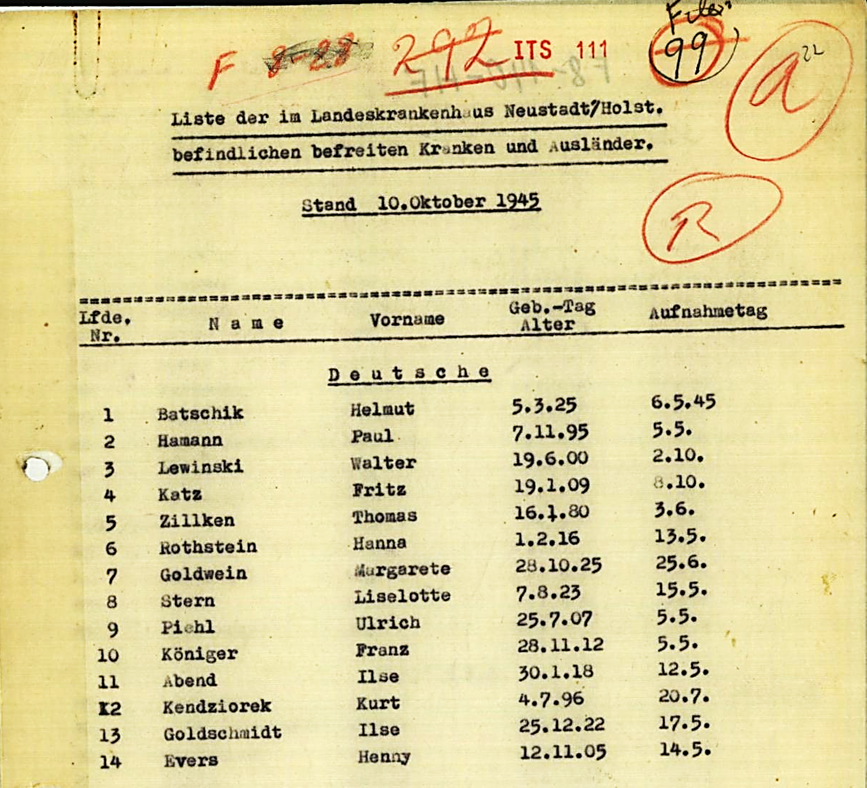 F 8-28 292 ITS 111 99
a 22
Liste der im Landeskrankenhaus Neustadt/Holst.
befindlichen befreiten Kranken und Ausländer.
R
Stand 10.Oktober 1945
Lfde. Nr. Name Vorname Geb.-Tag Alter Aufnahmetag
Deutsche
1 Batschik Helmut 5.3.25 6.5.45
2 Hamann Paul 7.11.95 5.5.
3 Lewinski Walter 19.6.00 2.10.
4 Katz Fritz 19.1.09 8.10.
5 Zillken Thomas 16.1.80 3.6.
6 Rothstein Hanna 1.2.16 13.5.
7 Goldwein Margarete 28.10.25 25.6.
8 Stern Liselotte 7.8.23 15.5.
9 Piehl Ulrich 25.7.07 5.5.
10 Königer Franz 28.11.12 5.5.
11 Abend Ilse 30.1.18 12.5.
12 Kendziorek Kurt 4.7.96 20.7.
13 Goldschmidt Ilse 25.12.22 17.5.
14 Evers Henny 12.11.05 14.5.